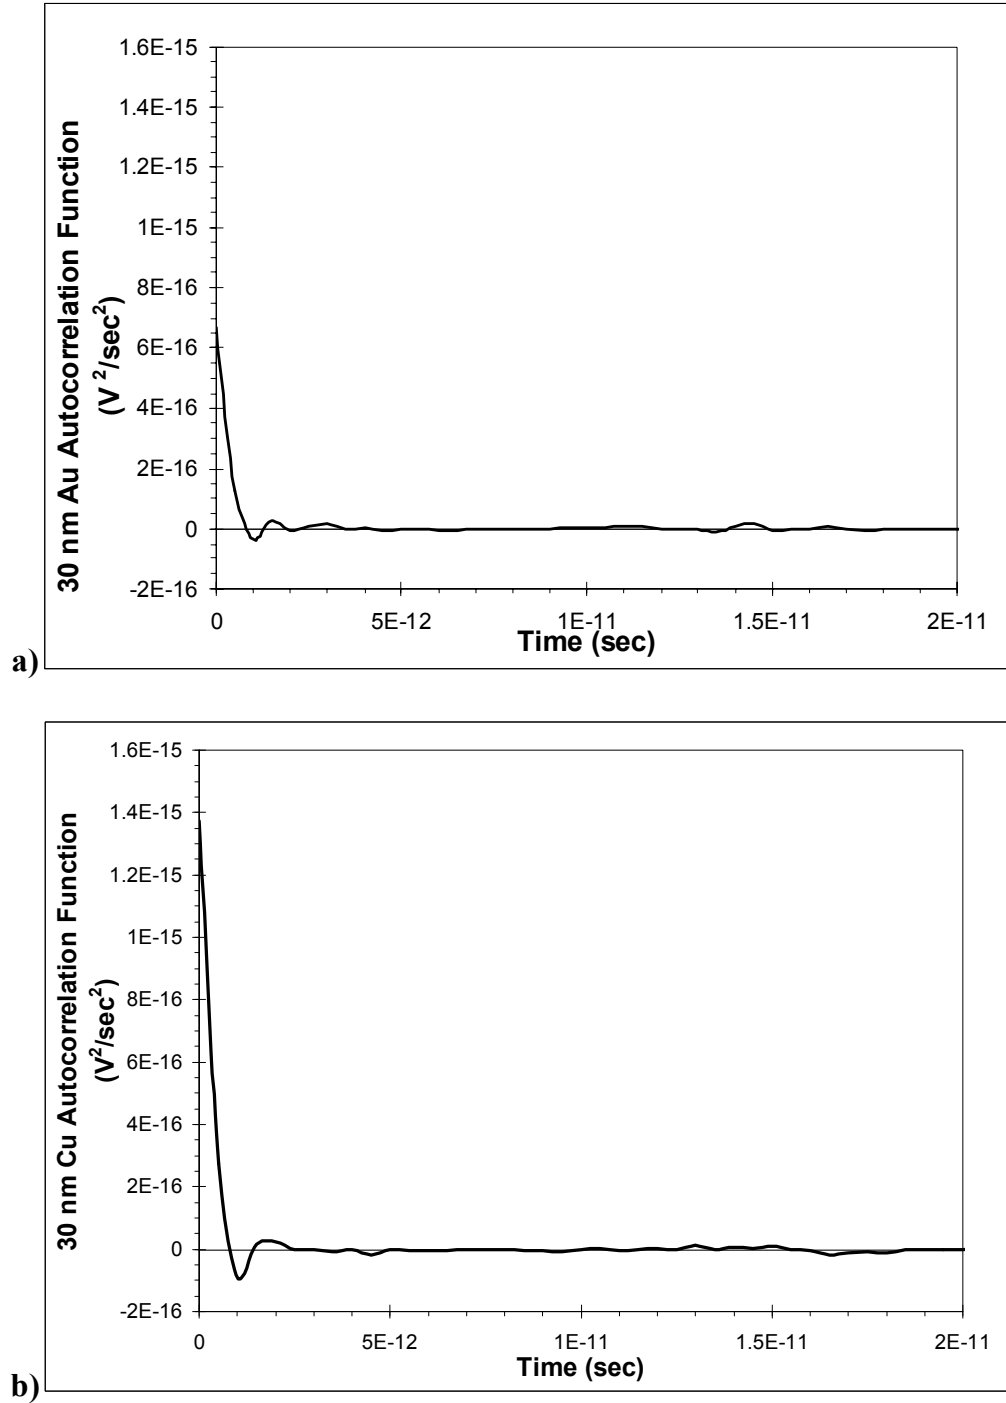 30 nm Au Autocorrelation Function
(V 2/sec2)
1.6E-15
1.4E-15
1.2E-15
1E-15
8E-16
6E-16
4E-16
2E-16
0
-2E-16
0 5E-12 1E-11 1.5E-11 2E-11
Time (sec)
a)
30 nm Cu Autocorrelation Function
(V2/sec2)
1.6E-15
1.4E-15
1.2E-15
1E-15
8E-16
6E-16
4E-16
2E-16
0
-2E-16
0 5E-12 1E-11 1.5E-11 2E-11
Time (sec)
b)